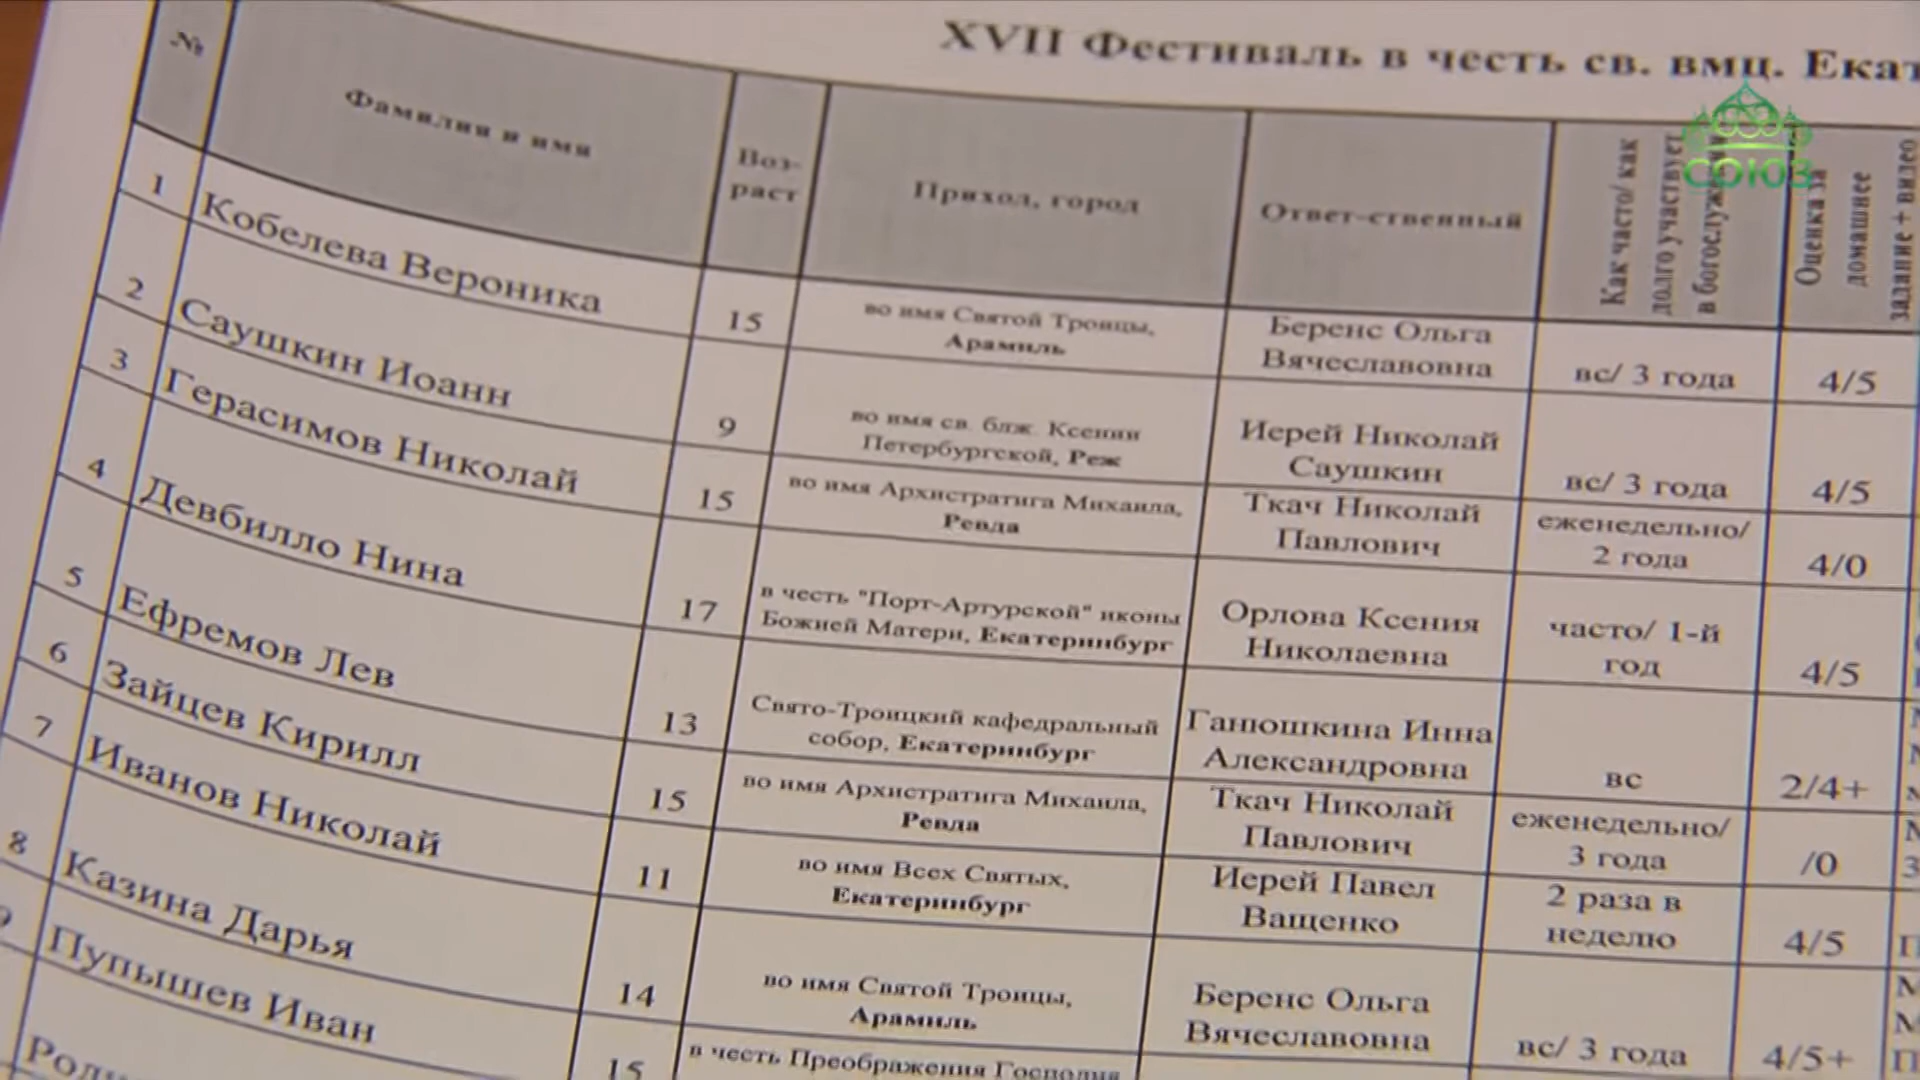 XVII Фестиваль в честь св. вмц.
СОЮЗ
№ Фамилия и имя Воз-раст Приход, город Ответ-ственный Как часто/ как долго участвует в Оценка за домашнее задание + видео
1 Кобелева Вероника 15 во имя Святой Троицы, Арамиль Беренс Ольга Вячеславовна вс/ 3 года 4/5
2 Саушкин Иоанн 9 во имя св. блж. Ксении Петербургской, Реж Иерей Николай Саушкин вс/ 3 года 4/5
3 Герасимов Николай 15 во имя Архистратига Михаила, Ревда Ткач Николай Павлович еженедельно/ 2 года 4/0
4 Девбилло Нина 17 в честь "Порт-Артурской" иконы Божией Матери, Екатеринбург Орлова Ксения Николаевна часто/ 1-й год 4/5
5 Ефремов Лев 13 Свято-Троицкий кафедральный собор, Екатеринбург Ганюшкина Инна Александровна вс 2/4+
6 Зайцев Кирилл 15 во имя Архистратига Михаила, Ревда Ткач Николай Павлович еженедельно/ 3 года /0
7 Иванов Николай 11 во имя Всех Святых, Екатеринбург Иерей Павел Ващенко 2 раза в неделю 4/5
8 Казина Дарья 14 во имя Святой Троицы, Арамиль Беренс Ольга Вячеславовна вс/ 3 года 4/5+
Пупышев Иван 15 в честь Преображения Господня